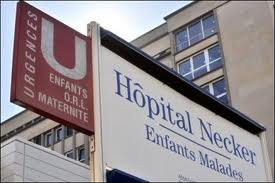 URGENCES
U
ENFANTS
O.R.L.
MATERNITE
Hôpital Necker
Enfants Malades